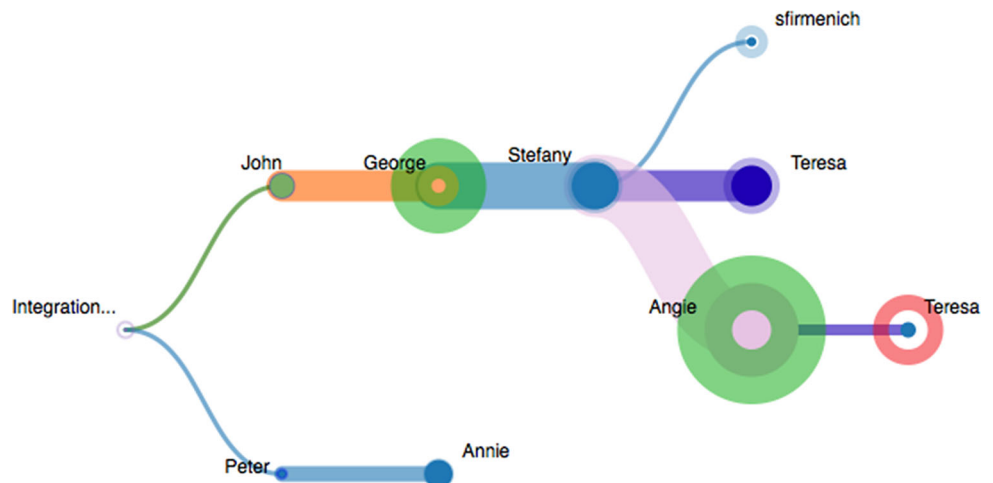 sfirmenich
John
George
Stefany
Teresa
Integration...
Angie
Teresa
Peter
Annie